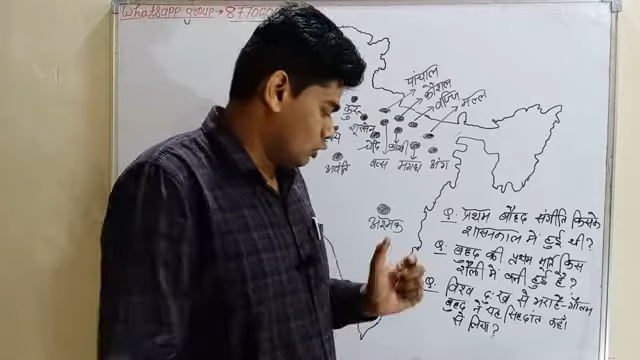 Whatsapp group → 877060
पांचाल
कौशल
वज्जि
मल्ल
कुरु
शूरसेन
चेदि काशी
अवंति वत्स मगध अंग
अश्मक
Q. प्रथम बौद्ध संगीति किसके
शासनकाल में हुई थी?
Q. बुद्ध की प्रथम मूर्ति किस
शैली में बनी हुई है?
Q. विश्व दुःख से भरा है-गौतम
बुद्ध ने यह सिद्धांत कहाँ
से लिया?